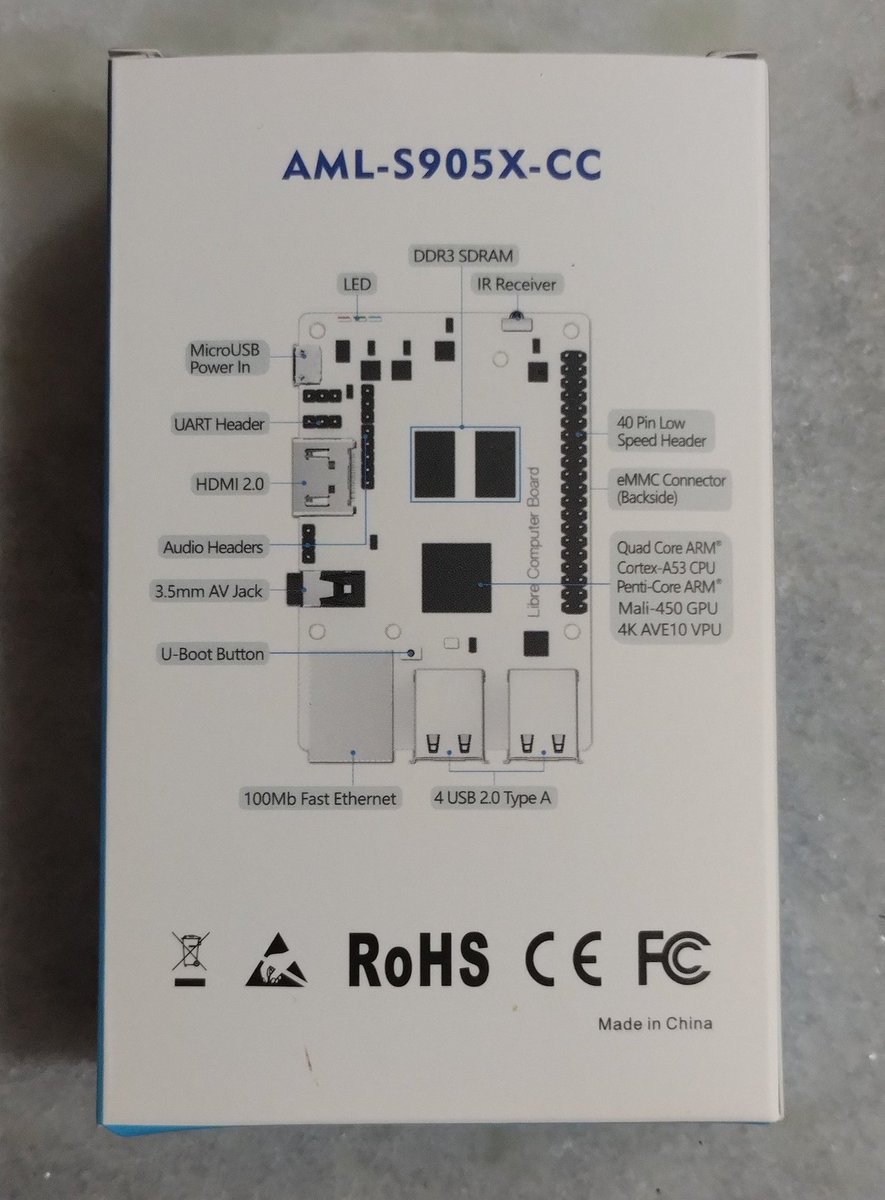 AML-S905X-CC
DDR3 SDRAM
LED
IR Receiver
MicroUSB
Power In
UART Header
40 Pin Low
Speed Header
HDMI 2.0
eMMC Connector
(Backside)
Libre Computer Board
Audio Headers
Quad Core ARM®
Cortex-A53 CPU
Penti-Core ARM®
Mali-450 GPU
4K AVE10 VPU
3.5mm AV Jack
U-Boot Button
100Mb Fast Ethernet
4 USB 2.0 Type A
RoHS CE FC
Made in China